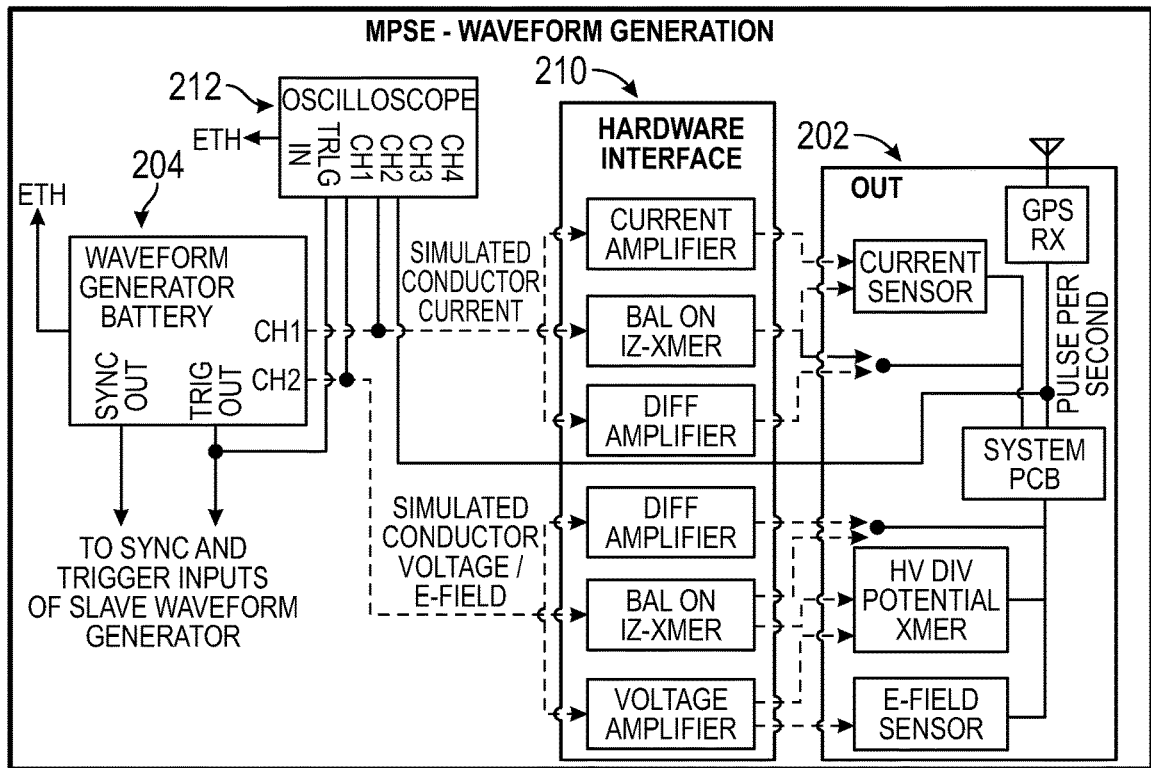 MPSE - WAVEFORM GENERATION
212
OSCILLOSCOPE
ETH
IN
TRLG
CH1
CH2
CH3
CH4
204
ETH
WAVEFORM
GENERATOR
BATTERY
CH1
CH2
SYNC
OUT
TRIG
OUT
TO SYNC AND
TRIGGER INPUTS
OF SLAVE WAVEFORM
GENERATOR
SIMULATED
CONDUCTOR
CURRENT
SIMULATED
CONDUCTOR
VOLTAGE /
E-FIELD
210
HARDWARE
INTERFACE
CURRENT
AMPLIFIER
BAL ON
IZ-XMER
DIFF
AMPLIFIER
DIFF
AMPLIFIER
BAL ON
IZ-XMER
VOLTAGE
AMPLIFIER
202
OUT
GPS
RX
CURRENT
SENSOR
PULSE PER
SECOND
SYSTEM
PCB
HV DIV
POTENTIAL
XMER
E-FIELD
SENSOR